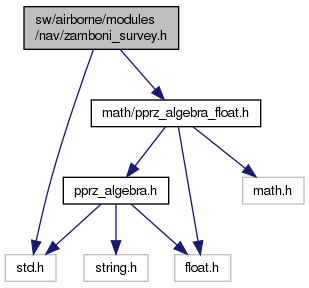 sw/airborne/modules
/nav/zamboni_survey.h
math/pprz_algebra_float.h
pprz_algebra.h
math.h
std.h
string.h
float.h